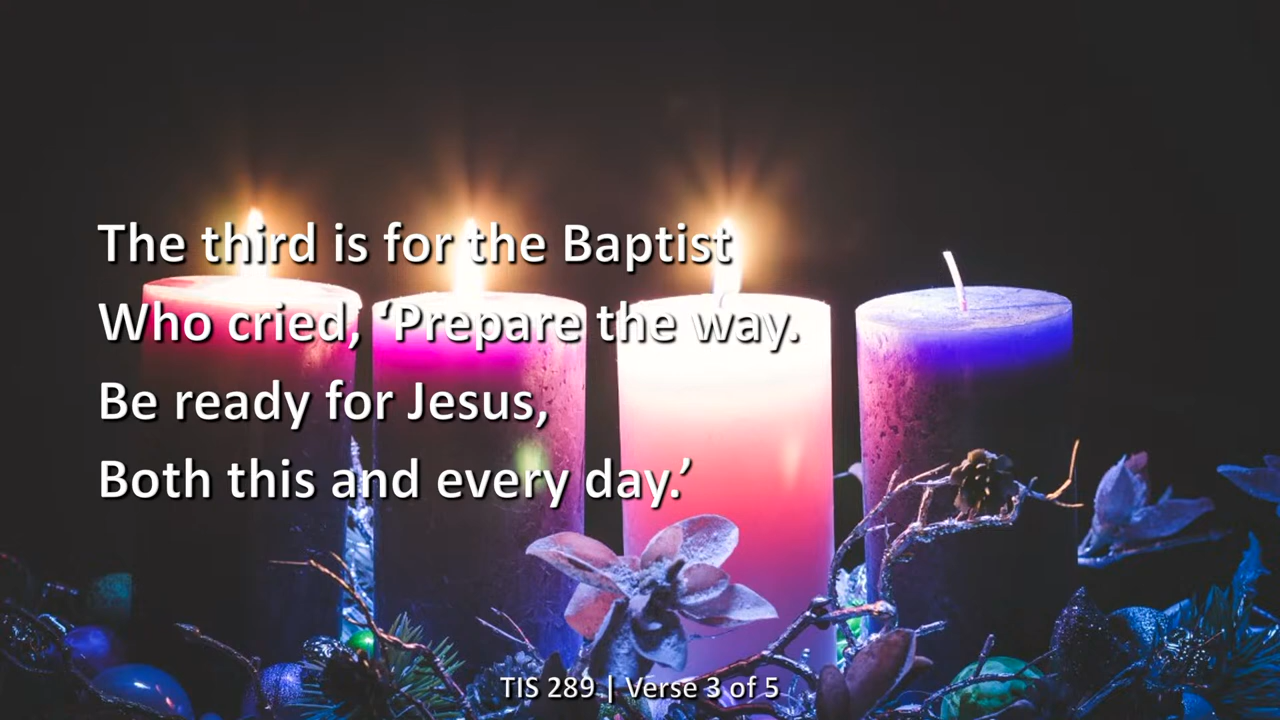 The third is for the Baptist
Who cried, ‘Prepare the way.
Be ready for Jesus,
Both this and every day.’
TIS 289 | Verse 3 of 5